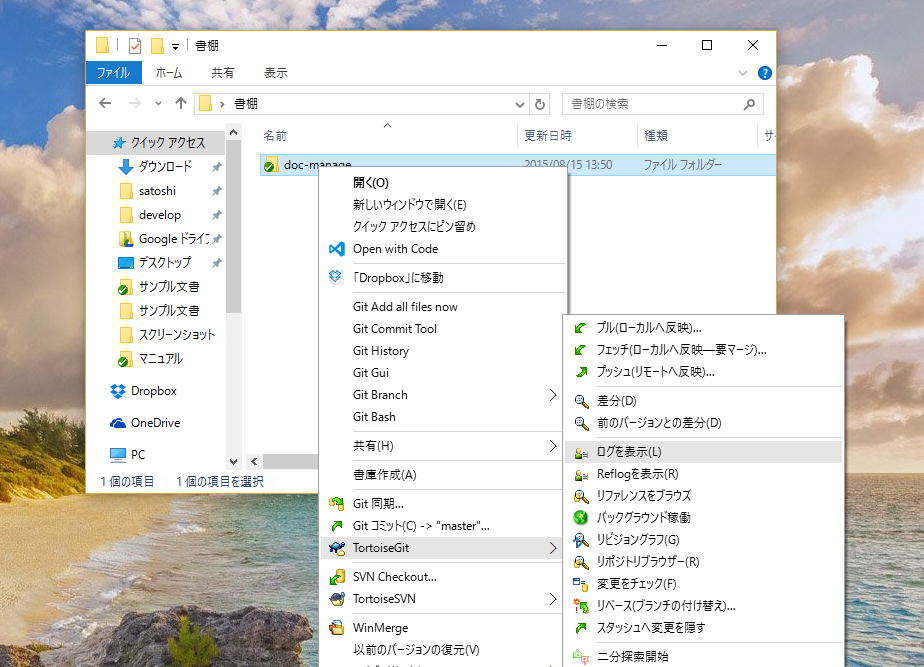 書棚
ファイル
ホーム
共有
表示
書棚
書棚の検索
クイック アクセス
ダウンロード
satoshi
develop
Google ドライブ
デスクトップ
サンプル文書
サンプル文書
スクリーンショット
マニュアル
Dropbox
OneDrive
PC
名前
更新日時
種類
サ
doc-manage
2015/08/15 13:50
ファイル フォルダー
1 個の項目
1 個の項目を選択
開く(O)
新しいウィンドウで開く(E)
クイック アクセスにピン留め
Open with Code
「Dropbox」に移動
Git Add all files now
Git Commit Tool
Git History
Git Gui
Git Branch
Git Bash
共有(H)
書庫作成(A)
Git 同期...
Git コミット(C) -> "master"...
TortoiseGit
SVN Checkout...
TortoiseSVN
WinMerge
以前のバージョンの復元(V)
プル(ローカルへ反映)...
フェッチ(ローカルへ反映―要マージ)...
プッシュ(リモートへ反映)...
差分(D)
前のバージョンとの差分(D)
ログを表示(L)
Reflogを表示(R)
リファレンスをブラウズ
バックグラウンド稼働
リビジョングラフ(G)
リポジトリブラウザー(R)
変更をチェック(F)
リベース(ブランチの付け替え)...
スタッシュへ変更を隠す
二分探索開始